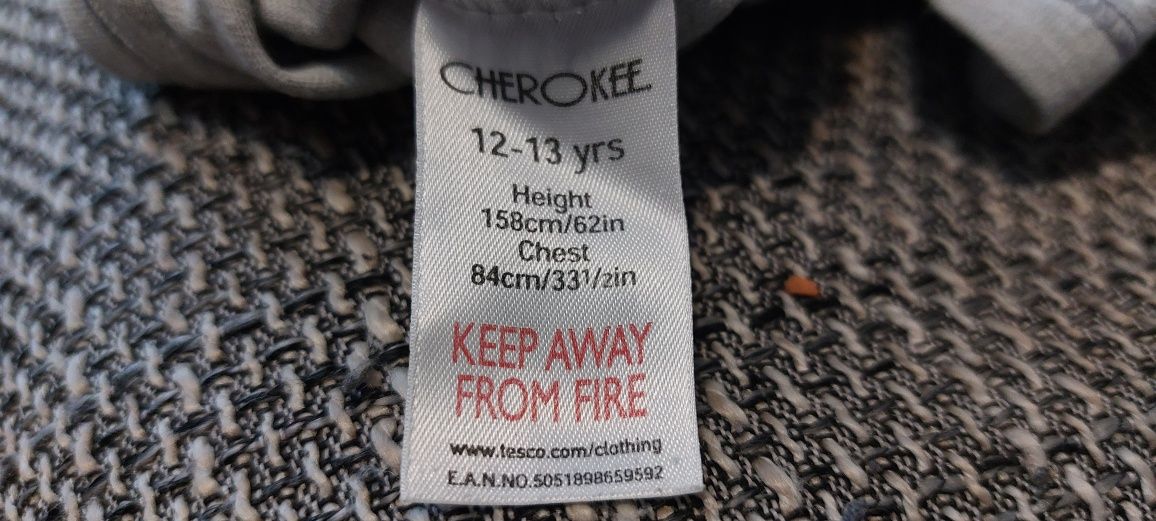 CHEROKEE
12-13 yrs
Height
158cm/62in
Chest
84cm/33½in
KEEP AWAY
FROM FIRE
www.tesco.com/clothing
E.A.N.NO.5051898659592